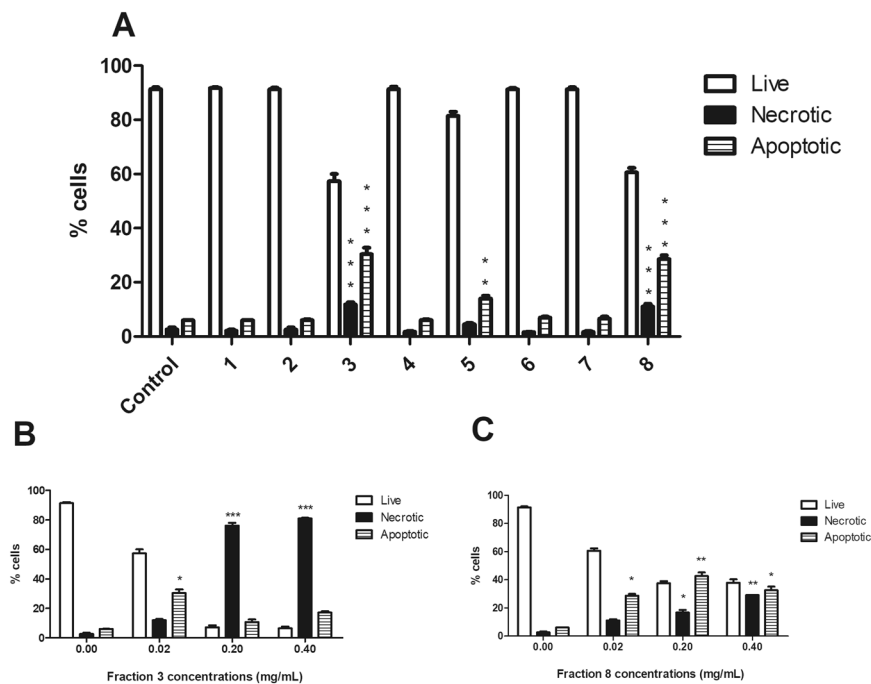 A
100
80
60
40
20
0
% cells
Live
Necrotic
Apoptotic
* * *
* * *
* *
* * *
* * *
Control 1 2 3 4 5 6 7 8
B
100
80
60
40
20
0
% cells
Live
Necrotic
Apoptotic
*
***
***
0.00 0.02 0.20 0.40
Fraction 3 concentrations (mg/mL)
C
100
80
60
40
20
0
% cells
Live
Necrotic
Apoptotic
*
*
**
**
*
0.00 0.02 0.20 0.40
Fraction 8 concentrations (mg/mL)